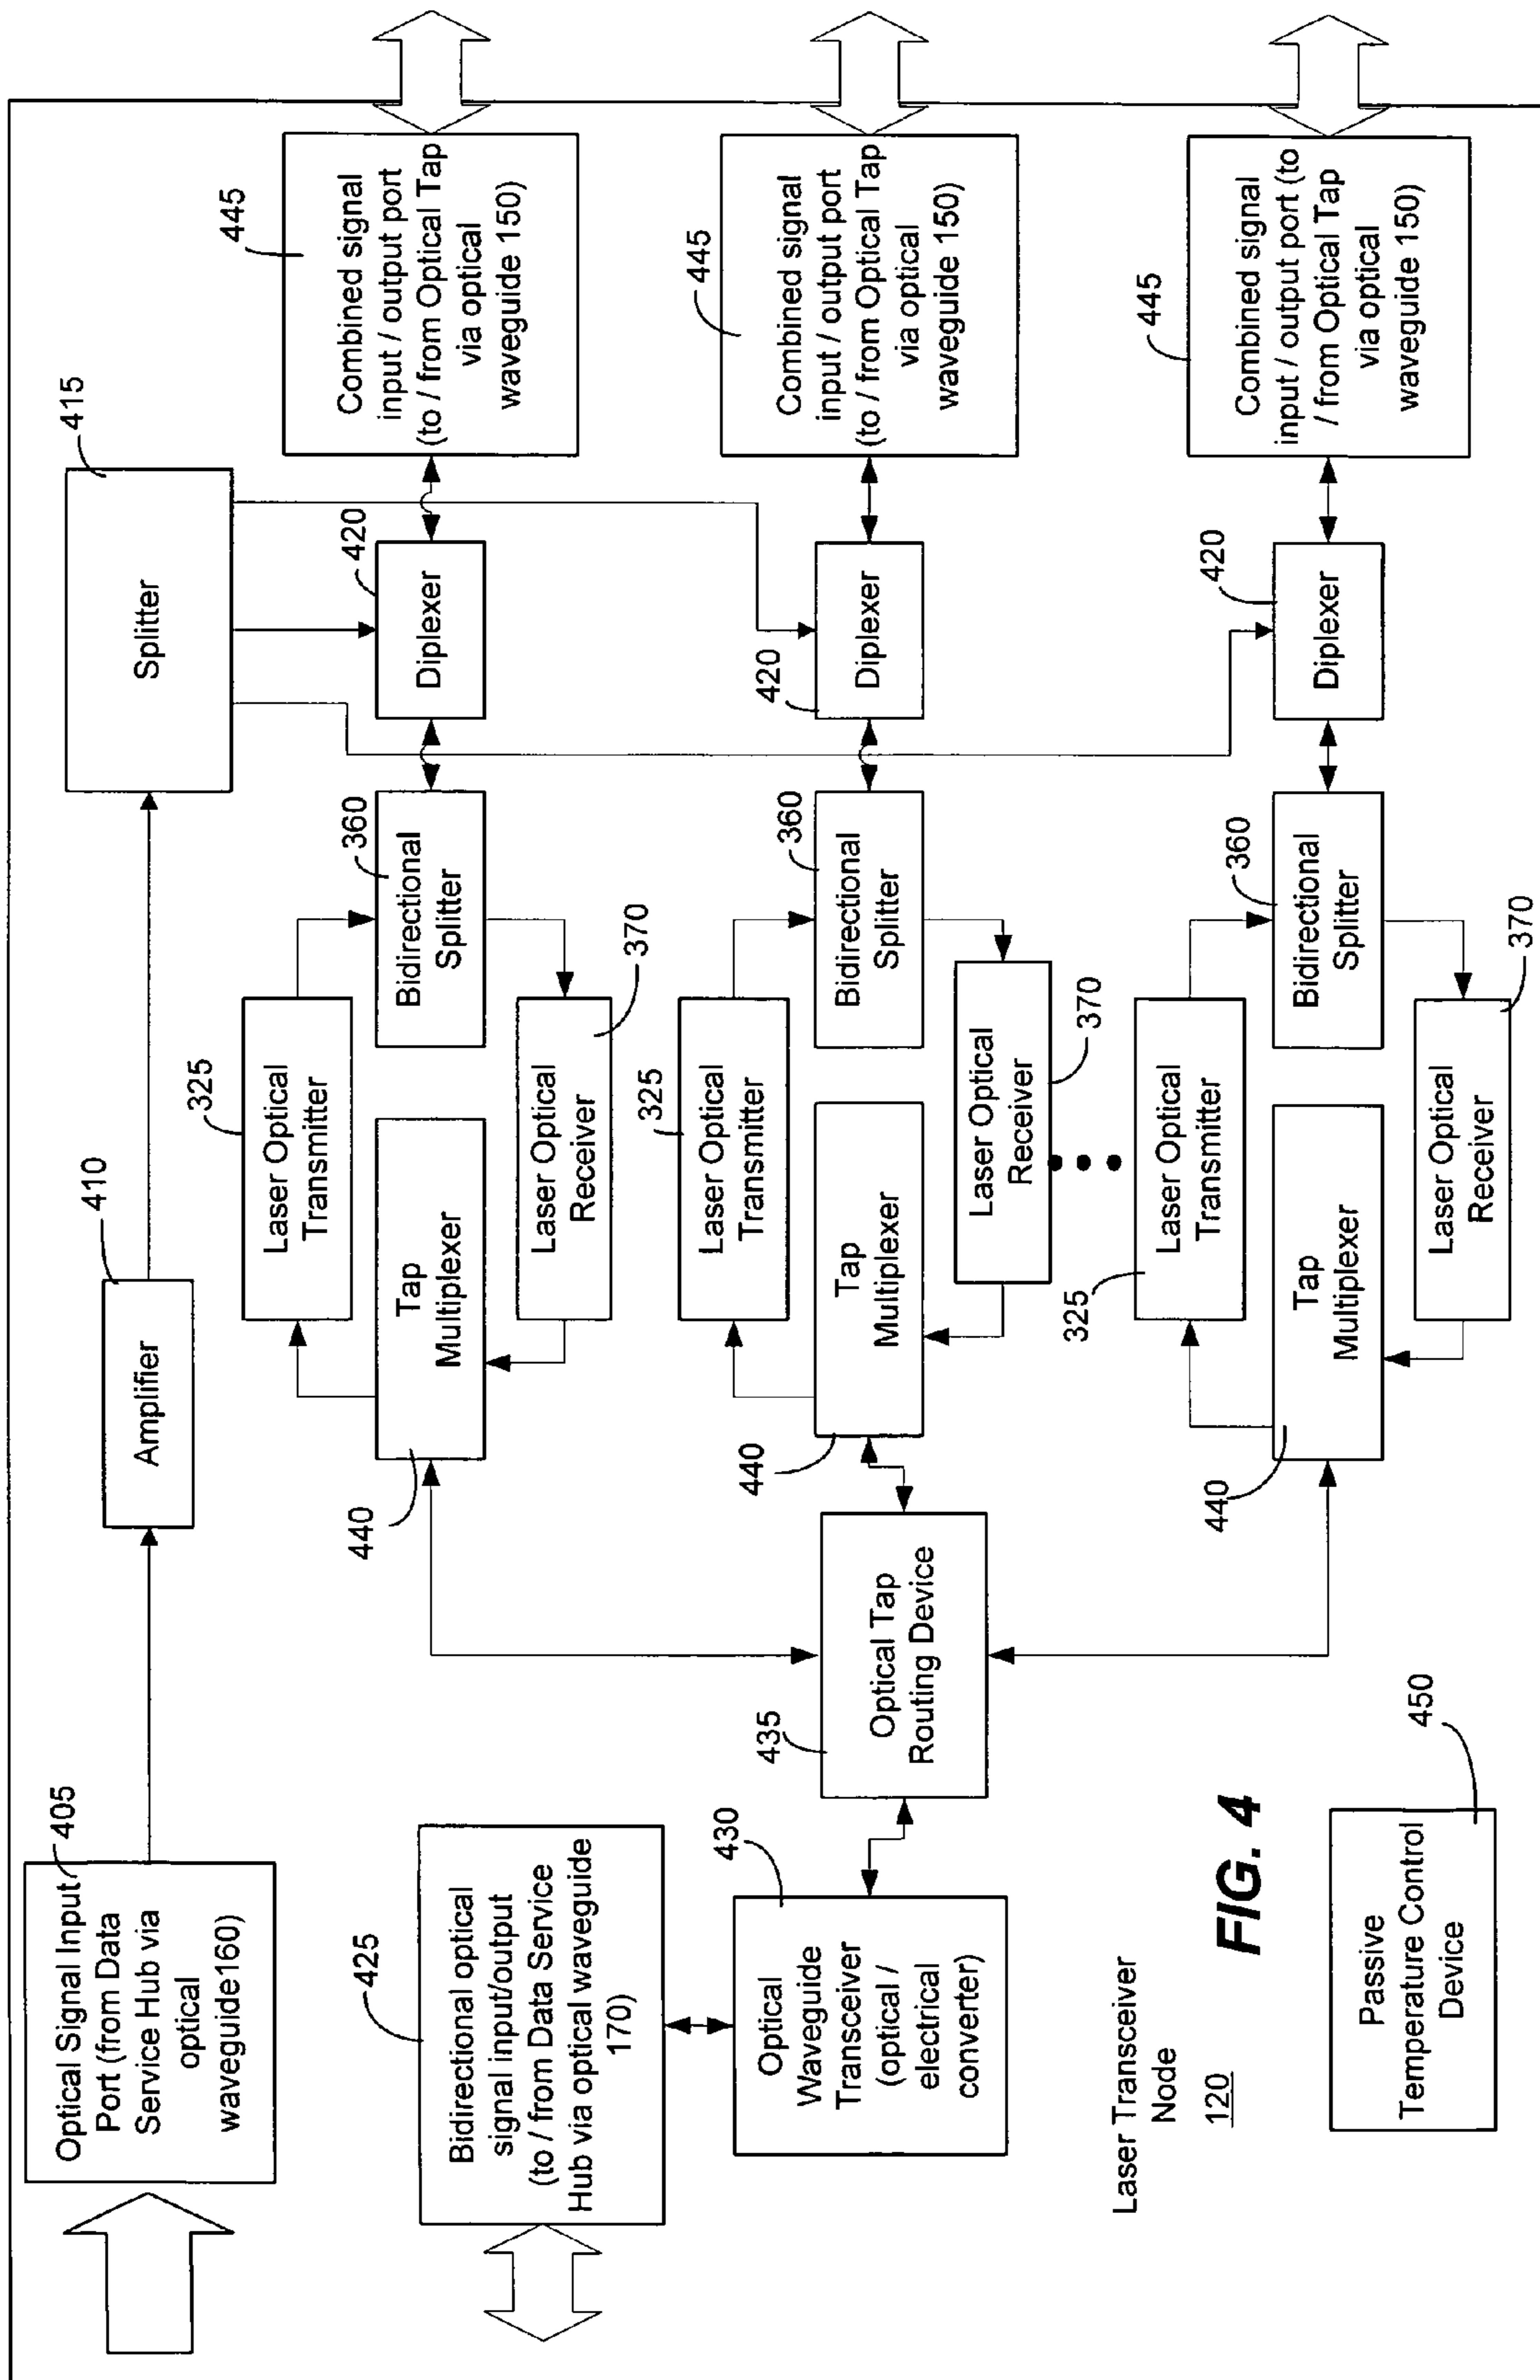 Optical Signal Input
Port (from Data
Service Hub via
optical
waveguide160)
405
Amplifier
410
Splitter
415
Bidirectional optical
signal input/output
(to / from Data Service
Hub via optical waveguide
170)
425
Optical
Waveguide
Transceiver
(optical /
electrical
converter)
430
Optical Tap
Routing Device
435
Tap
Multiplexer
440
Laser Optical
Transmitter
325
Laser Optical
Receiver
370
Bidirectional
Splitter
360
Diplexer
420
Combined signal
input / output port
(to / from Optical Tap
via optical
waveguide 150)
445
Tap
Multiplexer
440
Laser Optical
Transmitter
325
Laser Optical
Receiver
370
Bidirectional
Splitter
360
Diplexer
420
Combined signal
input / output port
(to / from Optical Tap
via optical
waveguide 150)
445
Tap
Multiplexer
440
Laser Optical
Transmitter
325
Laser Optical
Receiver
370
Bidirectional
Splitter
360
Diplexer
420
Combined signal
input / output port (to
/ from Optical Tap
via optical
waveguide 150)
445
Laser Transceiver
Node
120
FIG. 4
Passive
Temperature Control
Device
450